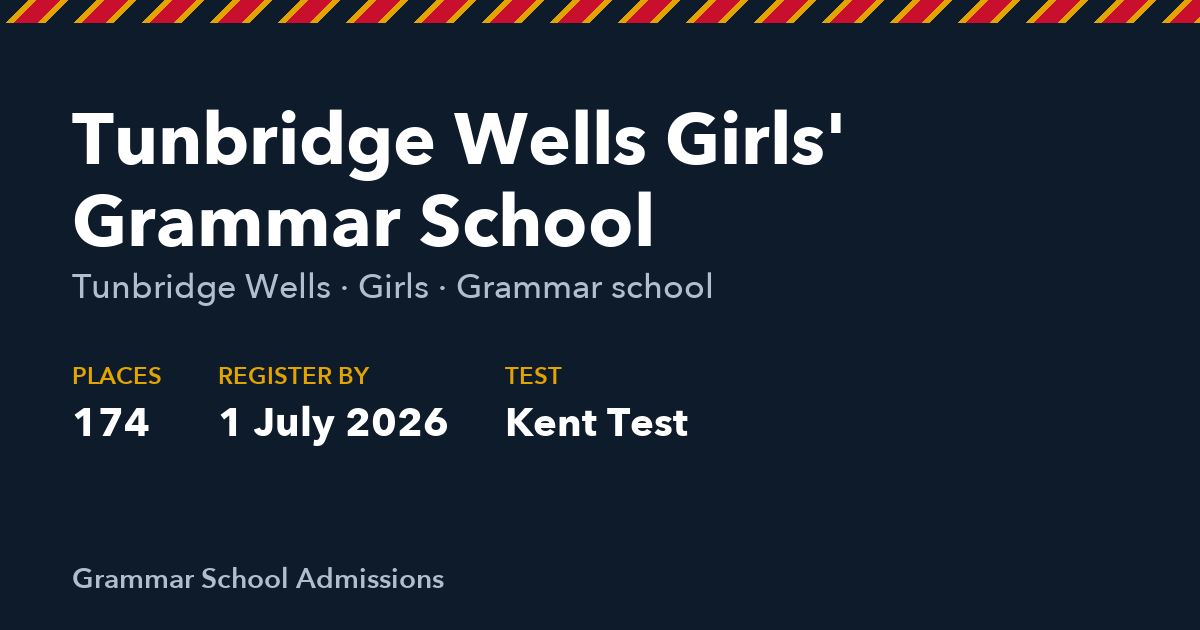 Tunbridge Wells Girls'
Grammar School
Tunbridge Wells · Girls · Grammar school
PLACES REGISTER BY TEST
174 1 July 2026 Kent Test
Grammar School Admissions